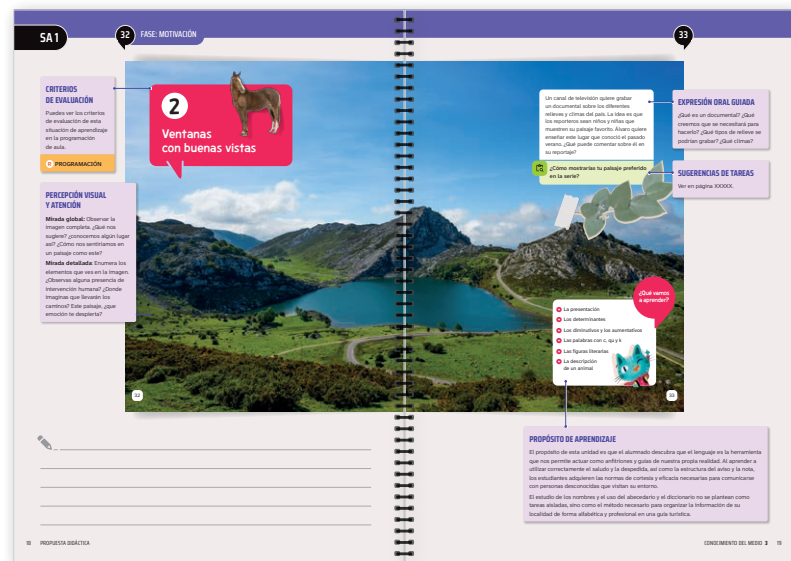 SA 1
32
FASE: MOTIVACIÓN
33
CRITERIOS
DE EVALUACIÓN
Puedes ver los criterios
de evaluación de esta
situación de aprendizaje
en la programación
de aula.
PROGRAMACIÓN
PERCEPCIÓN VISUAL
Y ATENCIÓN
Mirada global: Observar la
imagen completa. ¿Qué nos
sugiere? ¿conocemos algún lugar
así? ¿Cómo nos sentiríamos en
un paisaje como este?
Mirada detallada: Enumera los
elementos que ves en la imagen.
¿Observas alguna presencia de
intervención humana? ¿Donde
imaginas que llevarán los
caminos? Este paisaje, ¿que
emoción te despierta?
2
Ventanas
con buenas vistas
Un canal de televisión quiere grabar
un documental sobre los diferentes
relieves y climas del país. La idea es que
los reporteros sean niños y niñas que
muestren su paisaje favorito. Álvaro quiere
enseñar este lugar que conoció el pasado
verano. ¿Qué puede comentar sobre él en
su reportaje?
¿Cómo mostrarías tu paisaje preferido
en la serie?
EXPRESIÓN ORAL GUIADA
¿Qué es un documental? ¿Qué
creemos que se necesitará para
hacerlo? ¿Qué tipos de relieve se
podrían grabar? ¿Qué climas?
SUGERENCIAS DE TAREAS
Ver en página XXXXX.
¿Qué vamos
a aprender?
La presentación
Los determinantes
Los diminutivos y los aumentativos
Las palabras con c, qu y k
Las figuras literarias
La descripción
de un animal
32
33
PROPÓSITO DE APRENDIZAJE
El propósito de esta unidad es que el alumnado descubra que el lenguaje es la herramienta
que nos permite actuar como anfitriones y guías de nuestra propia realidad. Al aprender a
utilizar correctamente el saludo y la despedida, así como la estructura del aviso y la nota,
los estudiantes adquieren las normas de cortesía y eficacia necesarias para comunicarse
con personas desconocidas que visitan su entorno.
El estudio de los nombres y el uso del abecedario y el diccionario no se plantean como
tareas aisladas, sino como el método necesario para organizar la información de su
localidad de forma alfabética y profesional en una guía turística.
18 PROPUESTA DIDÁCTICA
CONOCIMIENTO DEL MEDIO 3 19